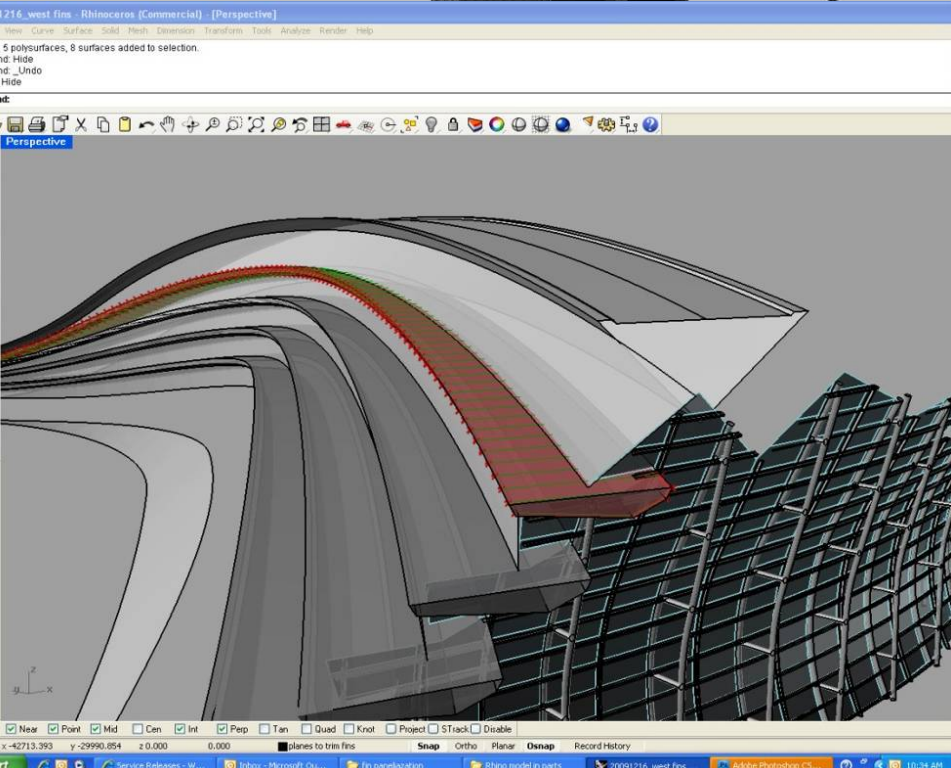 1216_west fins - Rhinoceros (Commercial) - [Perspective]
View Curve Surface Solid Mesh Dimension Transform Tools Analyze Render Help
5 polysurfaces, 8 surfaces added to selection.
nd: Hide
nd: _Undo
Hide
nd:
Perspective
z
y x
Near Point Mid Cen Int Perp Tan Quad Knot Project STrack Disable
x -42713.393 y -29990.854 z 0.000 0.000 planes to trim fins Snap Ortho Planar Osnap Record History
rt Service Releases - W... Inbox - Microsoft Ou... fin panelization Rhino model in parts 20091216_west fins... Adobe Photoshop CS... 10:34 AM